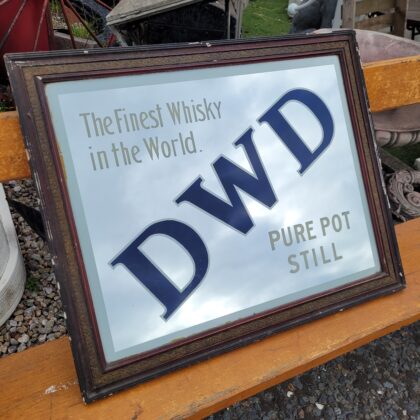 The Finest Whisky
in the World.
DWD
PURE POT
STILL